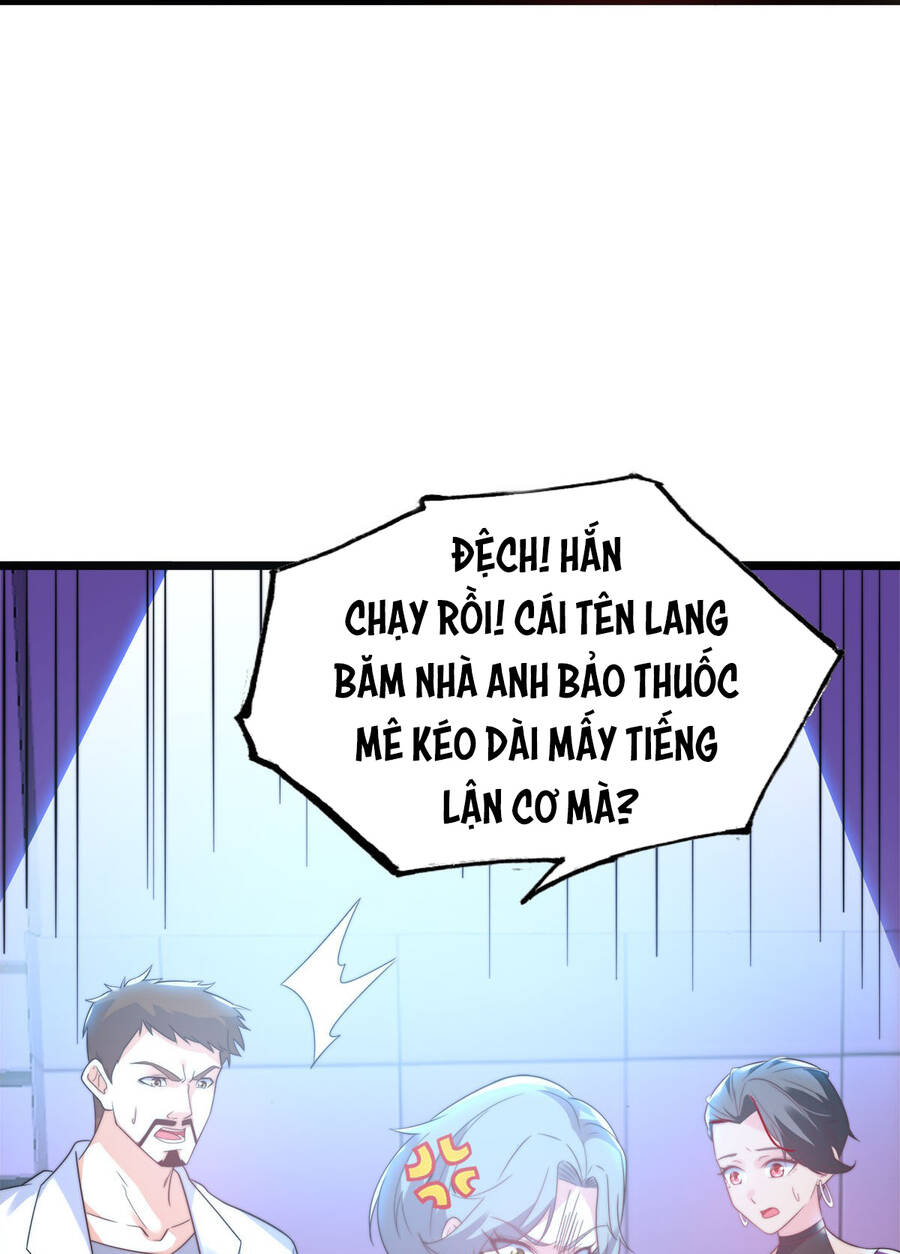 ĐỆCH! HẮN
CHẠY RỒI! CÁI TÊN LANG
BĂM NHÀ ANH BẢO THUỐC
MÊ KÉO DÀI MẤY TIẾNG
LẬN CƠ MÀ?